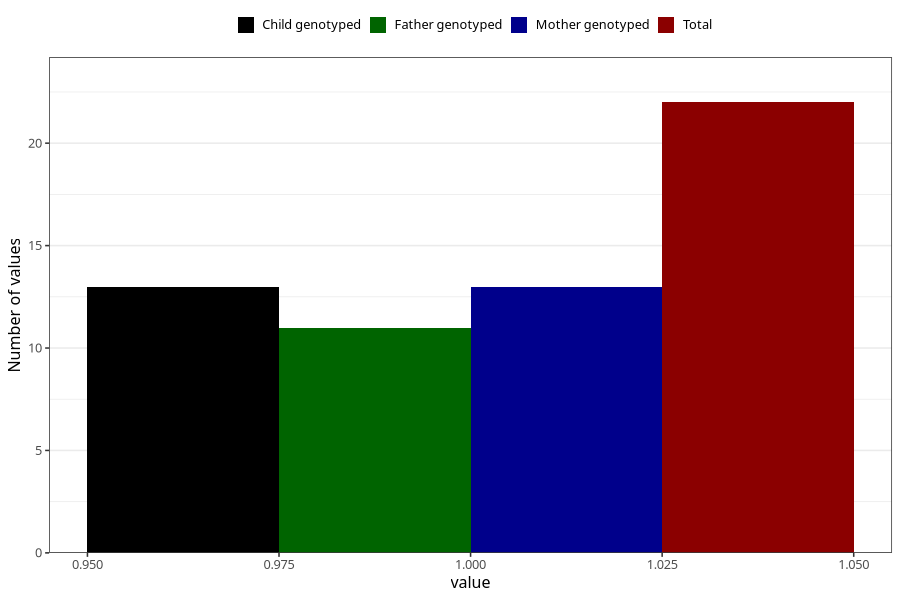 Child genotyped Father genotyped Mother genotyped Total
Number of values
20
15
10
5
0
0.950 0.975 1.000 1.025 1.050
value